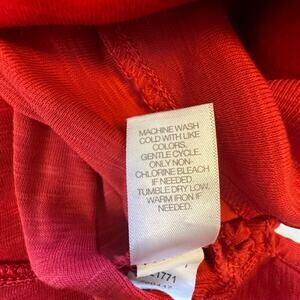 MACHINE WASH
COLD WITH LIKE
COLORS,
GENTLE CYCLE.
ONLY NON-
CHLORINE BLEACH
IF NEEDED.
TUMBLE DRY LOW.
WARM IRON IF
NEEDED.
1771